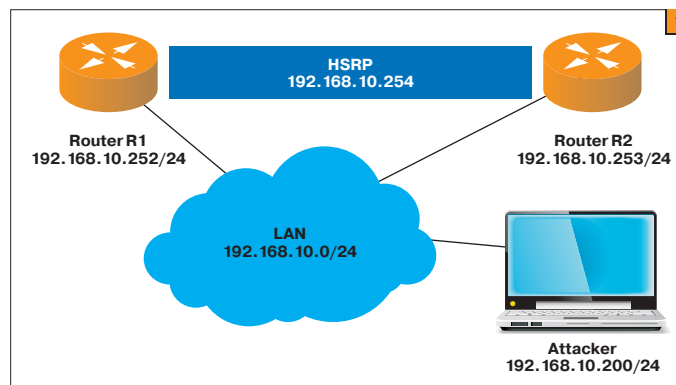 HSRP
192.168.10.254
Router R1
192.168.10.252/24
Router R2
192.168.10.253/24
LAN
192.168.10.0/24
Attacker
192.168.10.200/24